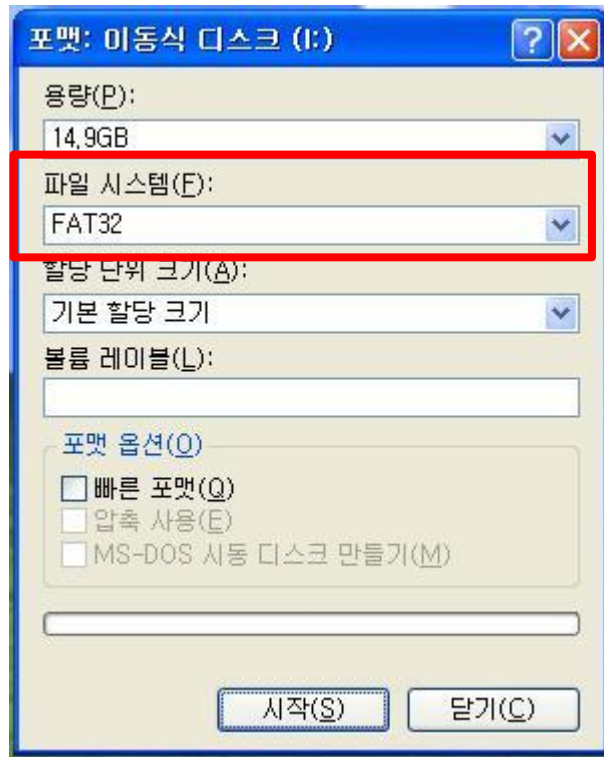 포맷: 이동식 디스크 (I:)
용량(P):
14,9GB
파일 시스템(F):
FAT32
할당 단위 크기(A):
기본 할당 크기
볼륨 레이블(L):
포맷 옵션(O)
빠른 포맷(Q)
압축 사용(E)
MS-DOS 시동 디스크 만들기(M)
시작(S) 닫기(C)